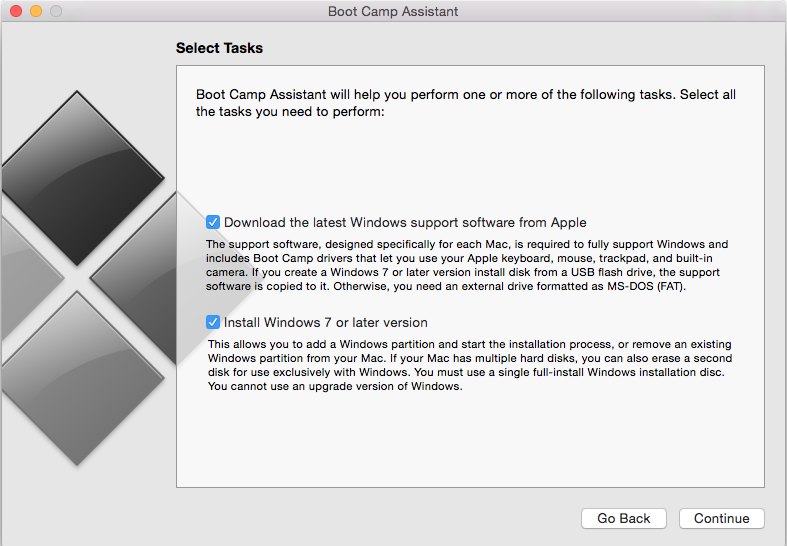 Boot Camp Assistant
Select Tasks
Boot Camp Assistant will help you perform one or more of the following tasks. Select all
the tasks you need to perform:
Download the latest Windows support software from Apple
The support software, designed specifically for each Mac, is required to fully support Windows and
includes Boot Camp drivers that let you use your Apple keyboard, mouse, trackpad, and built-in
camera. If you create a Windows 7 or later version install disk from a USB flash drive, the support
software is copied to it. Otherwise, you need an external drive formatted as MS-DOS (FAT).
Install Windows 7 or later version
This allows you to add a Windows partition and start the installation process, or remove an existing
Windows partition from your Mac. If your Mac has multiple hard disks, you can also erase a second
disk for use exclusively with Windows. You must use a single full-install Windows installation disc.
You cannot use an upgrade version of Windows.
Go Back
Continue